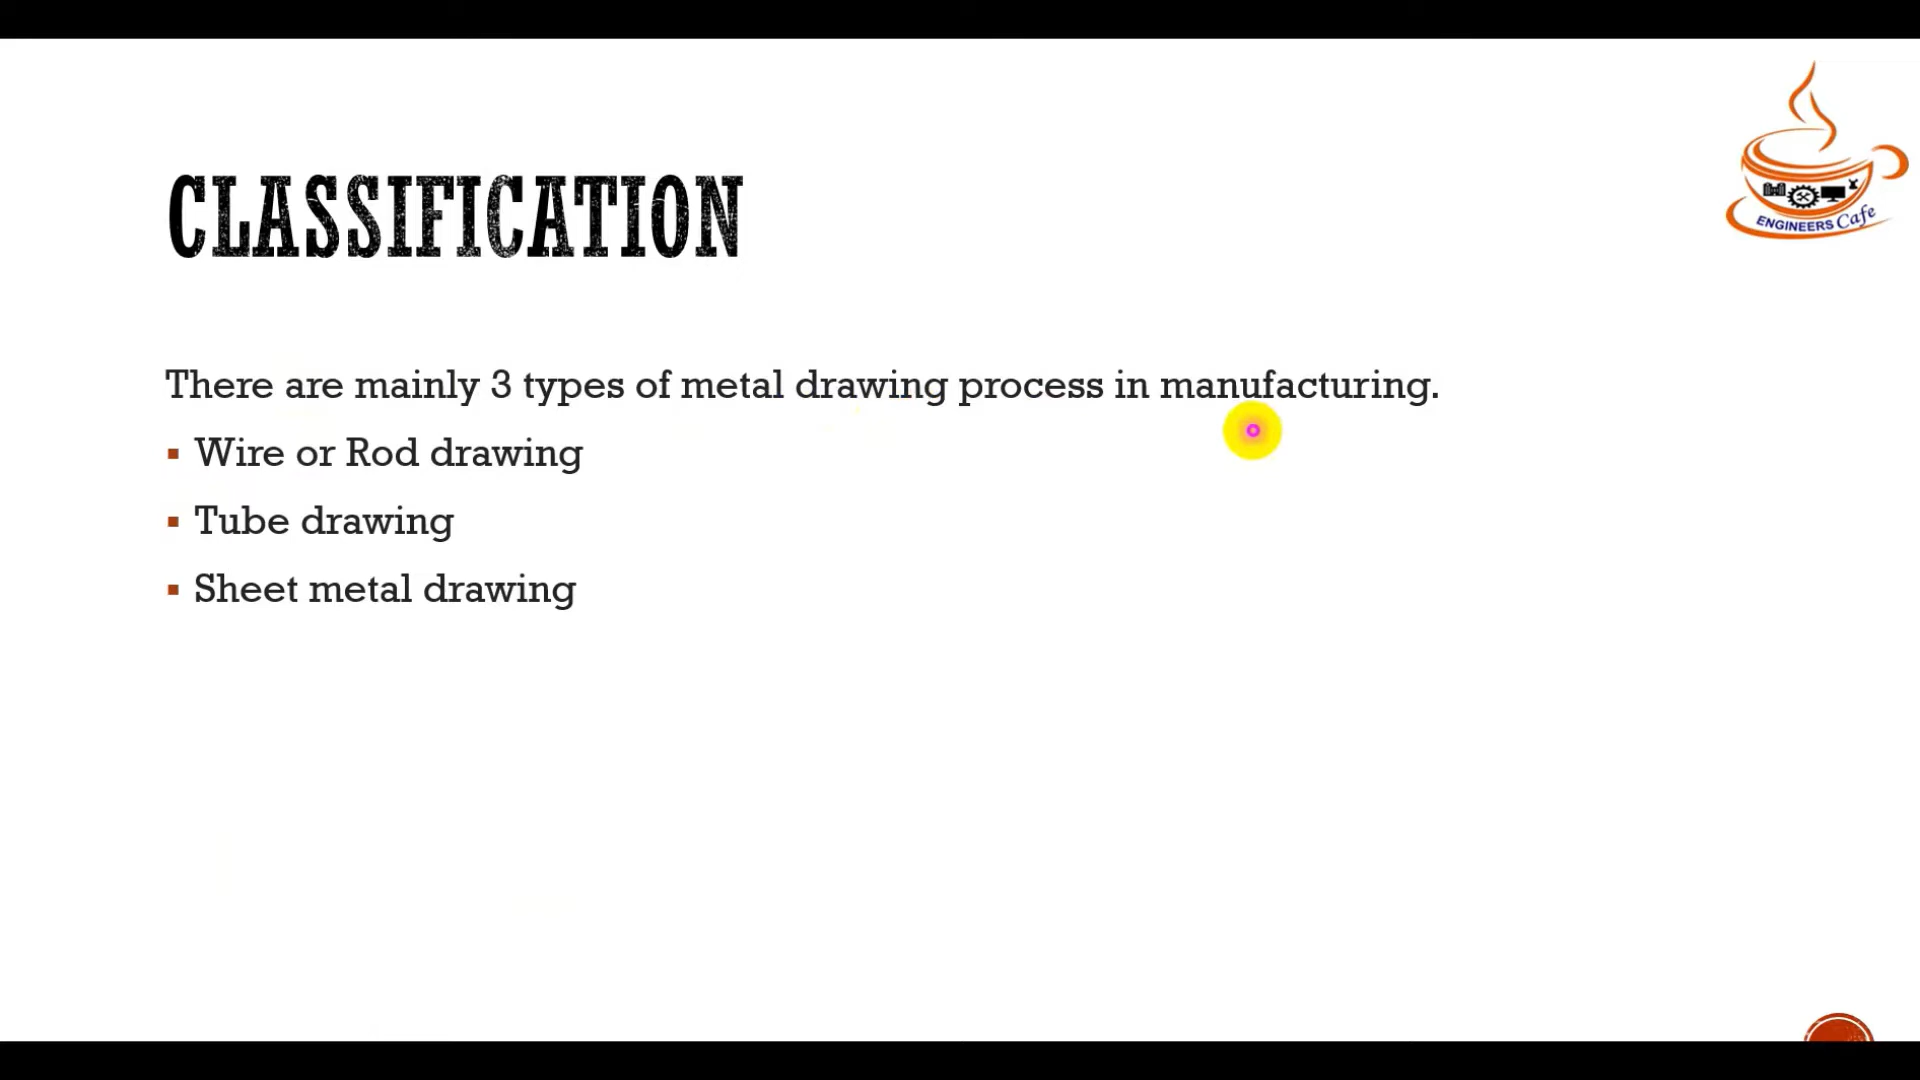 CLASSIFICATION
There are mainly 3 types of metal drawing process in manufacturing.
Wire or Rod drawing
Tube drawing
Sheet metal drawing
ENGINEERS Cafe